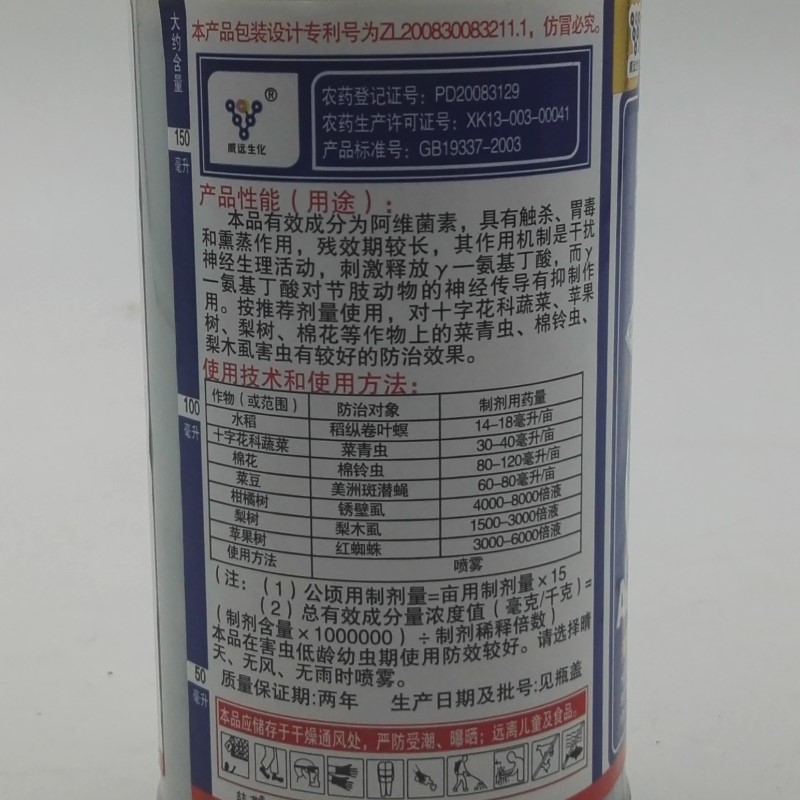 大约含量
150
毫升
100
毫升
50
毫升
本产品包装设计专利号为ZL200830083211.1，仿冒必究。
®
威远生化
农药登记证号：PD20083129
农药生产许可证号：XK13-003-00041
产品标准号：GB19337-2003
产品性能（用途）：
本品有效成分为阿维菌素，具有触杀、胃毒
和熏蒸作用，残效期较长，其作用机制是干扰
神经生理活动，刺激释放γ—氨基丁酸，而γ
—氨基丁酸对节肢动物的神经传导有抑制作
用。按推荐剂量使用，对十字花科蔬菜、苹果
树、梨树、棉花等作物上的菜青虫、棉铃虫、
梨木虱害虫有较好的防治效果。
使用技术和使用方法：
作物（或范围） 防治对象 制剂用药量
水稻 稻纵卷叶螟 14-18毫升/亩
十字花科蔬菜 菜青虫 30-40毫升/亩
棉花 棉铃虫 80-120毫升/亩
菜豆 美洲斑潜蝇 60-80毫升/亩
柑橘树 锈壁虱 4000-8000倍液
梨树 梨木虱 1500-3000倍液
苹果树 红蜘蛛 3000-6000倍液
使用方法 喷雾
（注：（1）公顷用制剂量=亩用制剂量×15
（2）总有效成分量浓度值（毫克/千克）=
（制剂含量×1000000）÷制剂稀释倍数）
本品在害虫低龄幼虫期使用防效较好。请选择晴
天、无风、无雨时喷雾。
质量保证期:两年 生产日期及批号:见瓶盖
本品应储存于干燥通风处，严防受潮、曝晒；远离儿童及食品。